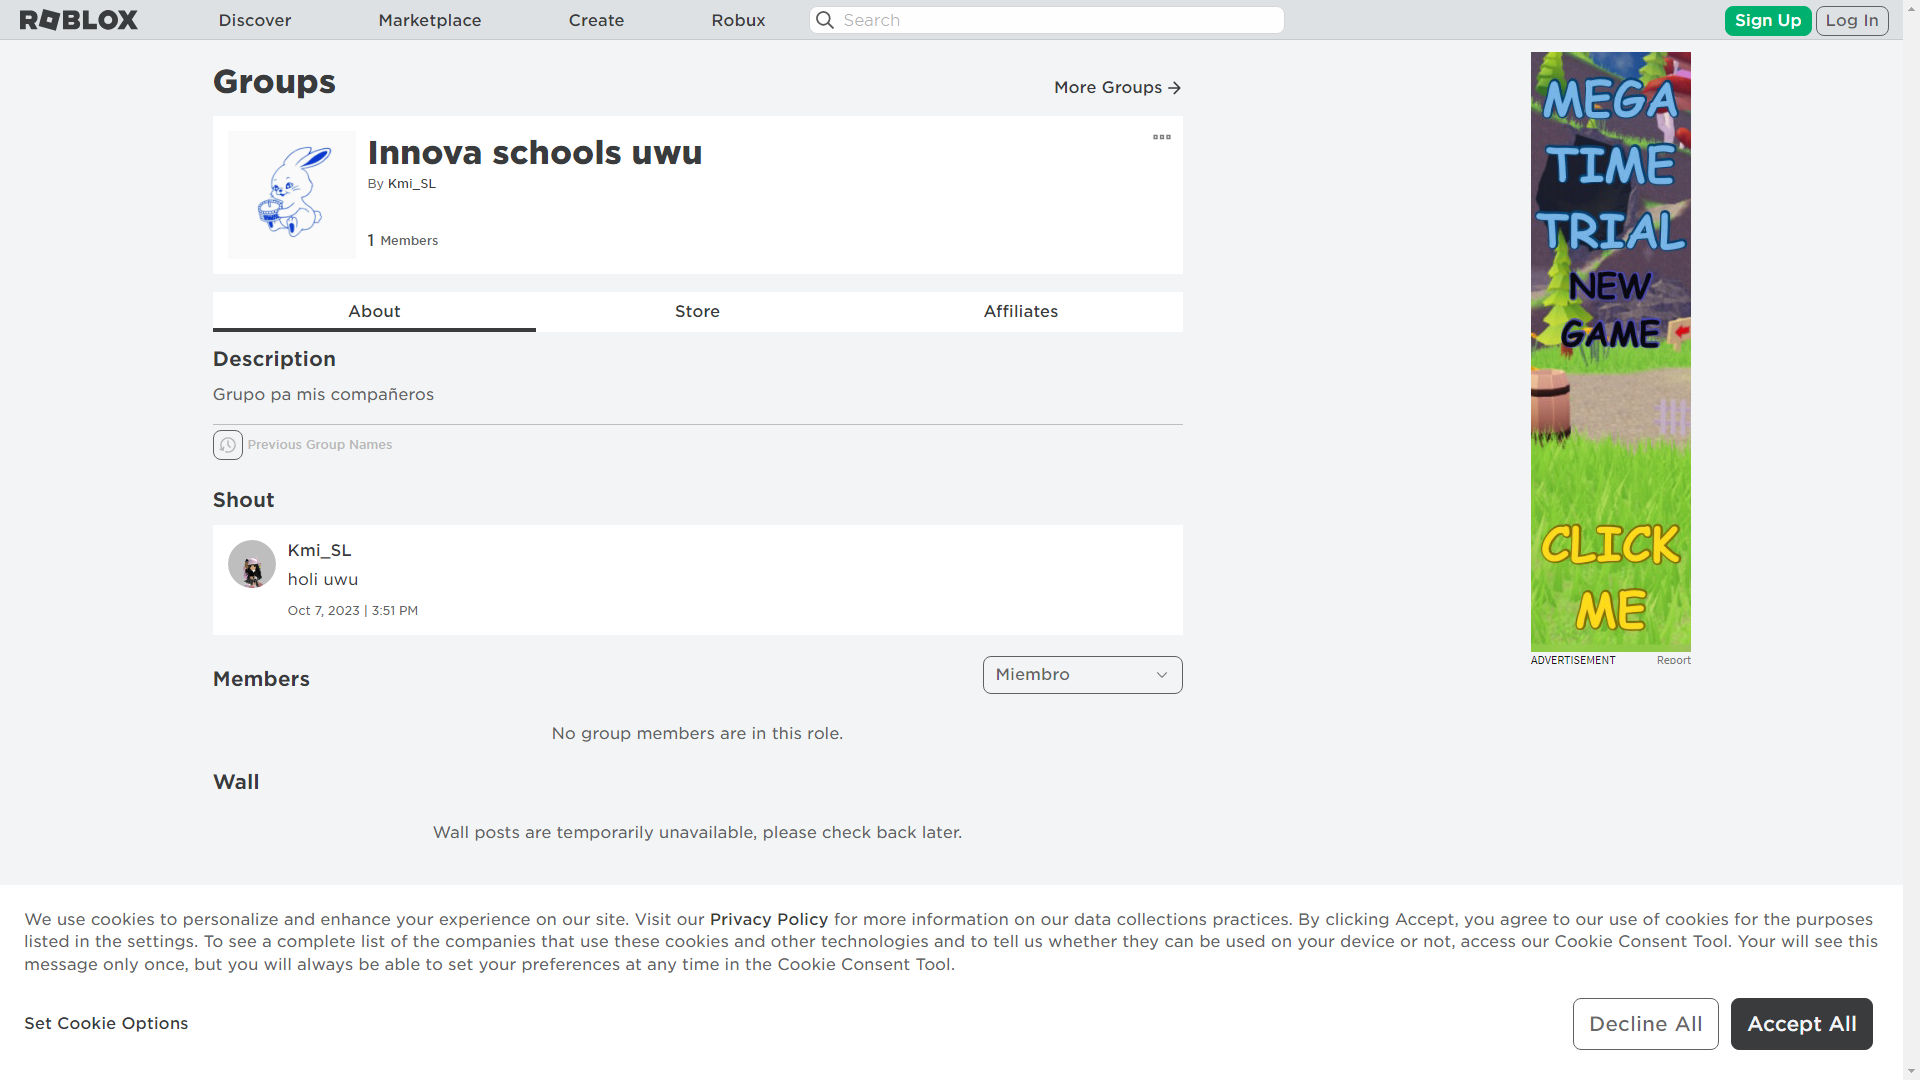 ROBLOX
Discover
Marketplace
Create
Robux
Search
Sign Up
Log In
Groups
More Groups
Innova schools uwu
By Kmi_SL
1 Members
About
Store
Affiliates
Description
Grupo pa mis compañeros
Previous Group Names
Shout
Kmi_SL
holi uwu
Oct 7, 2023 | 3:51 PM
Members
Miembro
No group members are in this role.
Wall
Wall posts are temporarily unavailable, please check back later.
MEGA
TIME
TRIAL
NEW
GAME
CLICK
ME
ADVERTISEMENT
Report
We use cookies to personalize and enhance your experience on our site. Visit our Privacy Policy for more information on our data collections practices. By clicking Accept, you agree to our use of cookies for the purposes
listed in the settings. To see a complete list of the companies that use these cookies and other technologies and to tell us whether they can be used on your device or not, access our Cookie Consent Tool. Your will see this
message only once, but you will always be able to set your preferences at any time in the Cookie Consent Tool.
Set Cookie Options
Decline All
Accept All